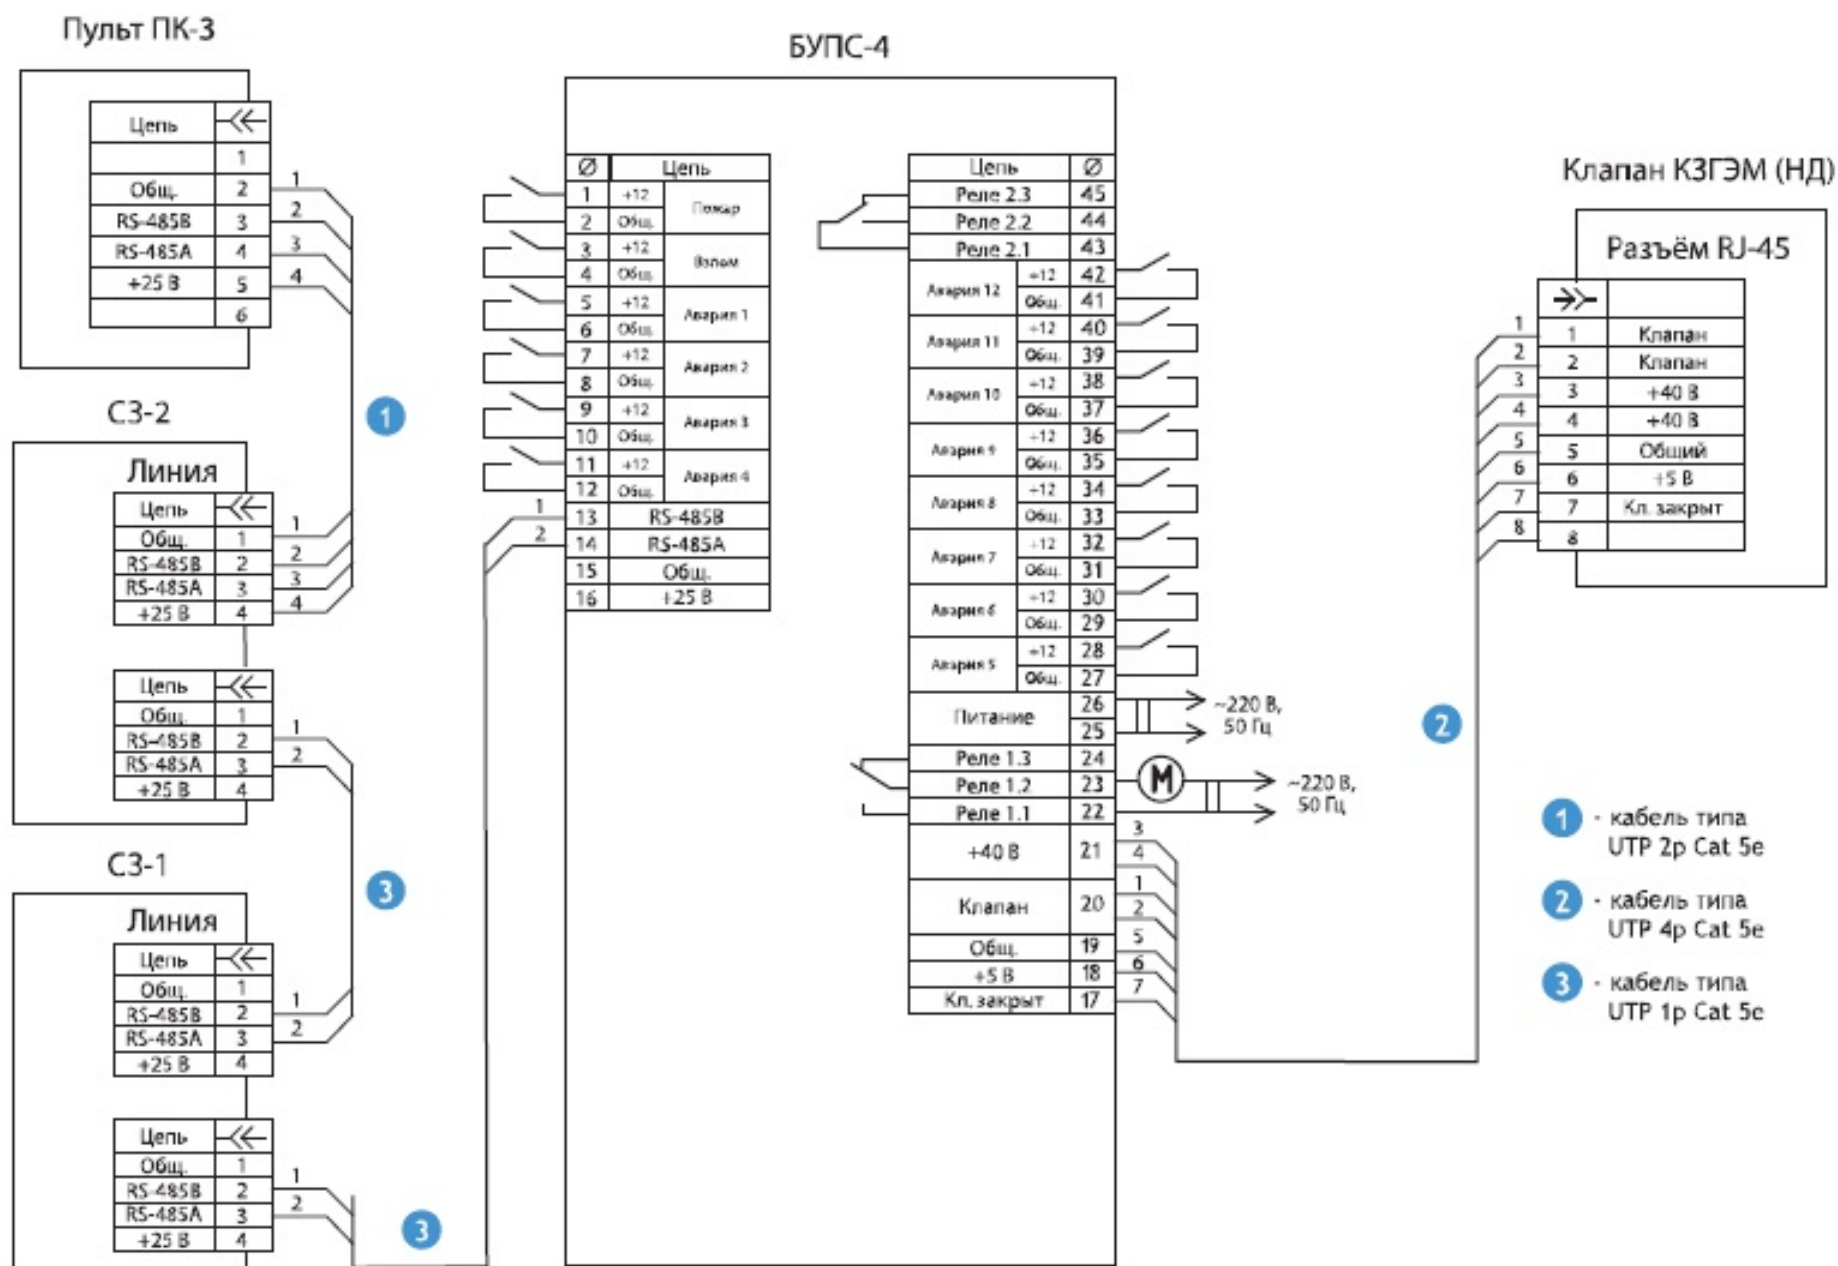 Пульт ПК-3
Цепь
1
Общ. 2 1
RS-485B 3 2
RS-485A 4 3
+25 В 5 4
6
СЗ-2
Линия
Цепь
Общ. 1 1
RS-485B 2 2
RS-485A 3 3
+25 В 4 4
Цепь
Общ. 1
RS-485B 2 1
RS-485A 3 2
+25 В 4
СЗ-1
Линия
Цепь
Общ. 1
RS-485B 2 1
RS-485A 3 2
+25 В 4
Цепь
Общ. 1
RS-485B 2 1
RS-485A 3 2
+25 В 4
1
3
3
БУПС-4
Ø Цепь
1 +12 Пожар
2 Общ.
3 +12 Взлом
4 Общ.
5 +12 Авария 1
6 Общ.
7 +12 Авария 2
8 Общ.
9 +12 Авария 3
10 Общ.
11 +12 Авария 4
12 Общ.
1 13 RS-485B
2 14 RS-485A
15 Общ.
16 +25 В
Цепь Ø
Реле 2.3 45
Реле 2.2 44
Реле 2.1 43
Авария 12 +12 42
Общ. 41
Авария 11 +12 40
Общ. 39
Авария 10 +12 38
Общ. 37
Авария 9 +12 36
Общ. 35
Авария 8 +12 34
Общ. 33
Авария 7 +12 32
Общ. 31
Авария 6 +12 30
Общ. 29
Авария 5 +12 28
Общ. 27
Питание 26
25
~220 В,
50 Гц
Реле 1.3 24
Реле 1.2 23
Реле 1.1 22
М
~220 В,
50 Гц
+40 В 21 3
4
Клапан 20 1
2
Общ. 19 5
+5 В 18 6
Кл. закрыт 17 7
2
Клапан КЗГЭМ (НД)
Разъём RJ-45
1 1 Клапан
2 2 Клапан
3 3 +40 В
4 4 +40 В
5 5 Общий
6 6 +5 В
7 7 Кл. закрыт
8 8
1 - кабель типа
UTP 2p Cat 5e
2 - кабель типа
UTP 4p Cat 5e
3 - кабель типа
UTP 1p Cat 5e